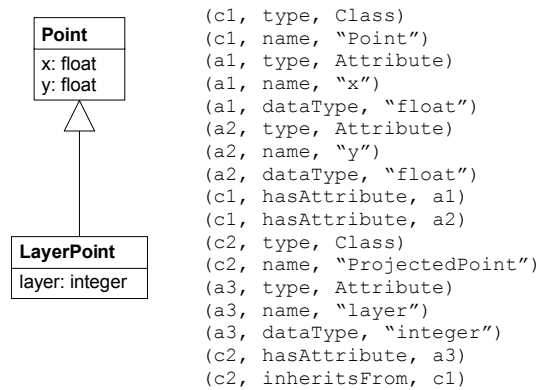 Point
x: float
y: float
LayerPoint
layer: integer
(c1, type, Class)
(c1, name, “Point”)
(a1, type, Attribute)
(a1, name, “x”)
(a1, dataType, “float”)
(a2, type, Attribute)
(a2, name, “y”)
(a2, dataType, “float”)
(c1, hasAttribute, a1)
(c1, hasAttribute, a2)
(c2, type, Class)
(c2, name, “ProjectedPoint”)
(a3, type, Attribute)
(a3, name, “layer”)
(a3, dataType, “integer”)
(c2, hasAttribute, a3)
(c2, inheritsFrom, c1)